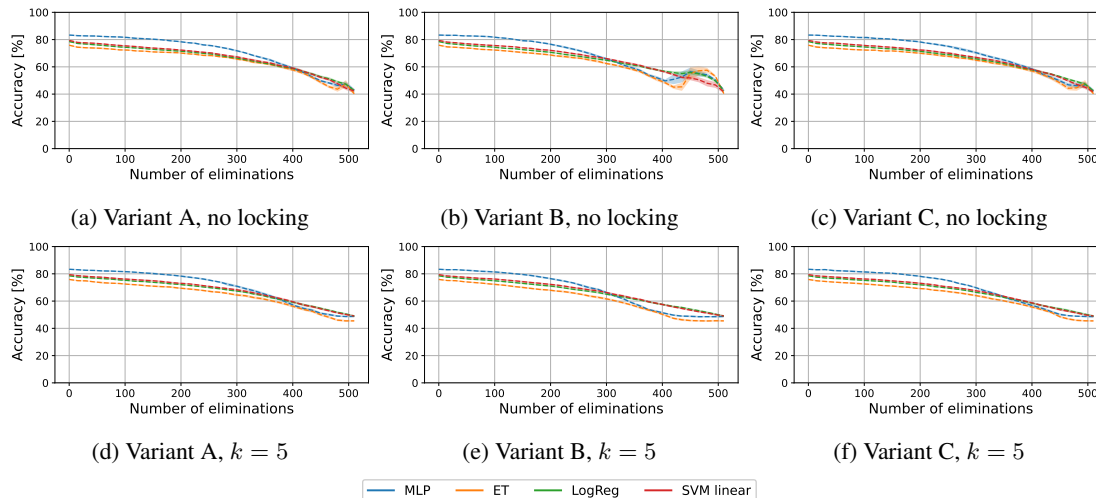 100
80
60
40
20
0
Accuracy [%]
0 100 200 300 400 500
Number of eliminations
(a) Variant A, no locking
100
80
60
40
20
0
Accuracy [%]
0 100 200 300 400 500
Number of eliminations
(b) Variant B, no locking
100
80
60
40
20
0
Accuracy [%]
0 100 200 300 400 500
Number of eliminations
(c) Variant C, no locking
100
80
60
40
20
0
Accuracy [%]
0 100 200 300 400 500
Number of eliminations
(d) Variant A, k = 5
100
80
60
40
20
0
Accuracy [%]
0 100 200 300 400 500
Number of eliminations
(e) Variant B, k = 5
100
80
60
40
20
0
Accuracy [%]
0 100 200 300 400 500
Number of eliminations
(f) Variant C, k = 5
MLP ET LogReg SVM linear